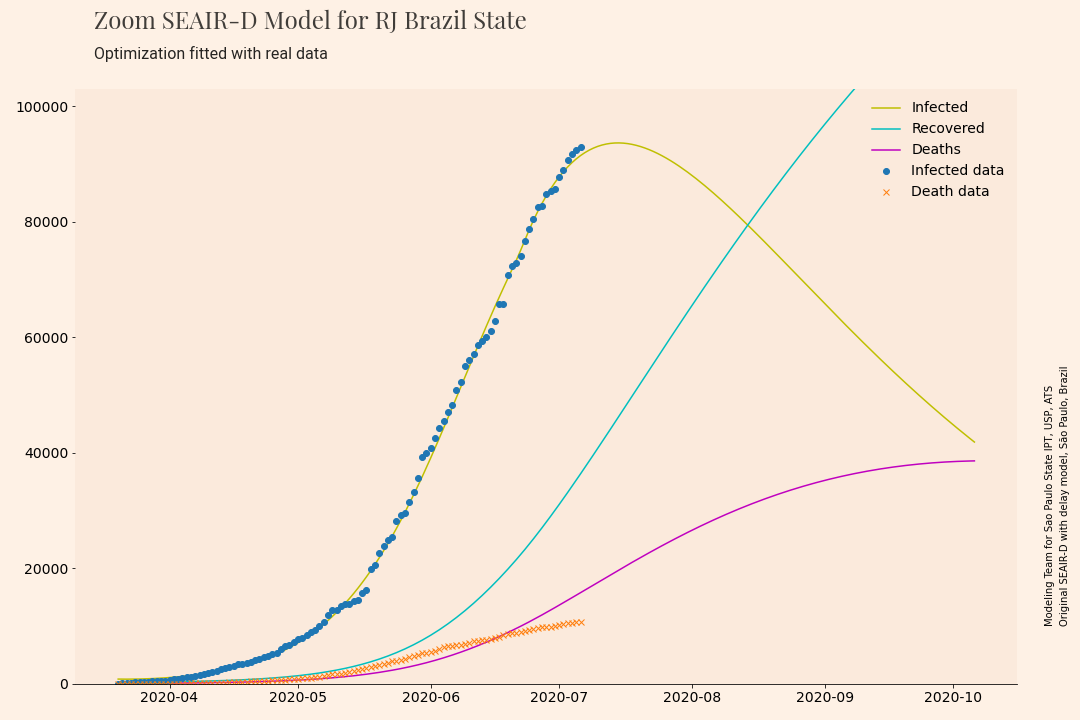 Zoom SEAIR-D Model for RJ Brazil State
Optimization fitted with real data
100000
80000
60000
40000
20000
0
2020-04
2020-05
2020-06
2020-07
2020-08
2020-09
2020-10
Infected
Recovered
Deaths
Infected data
Death data
Modeling Team for Sao Paulo State IPT, USP, ATS
Original SEAIR-D with delay model, São Paulo, Brazil